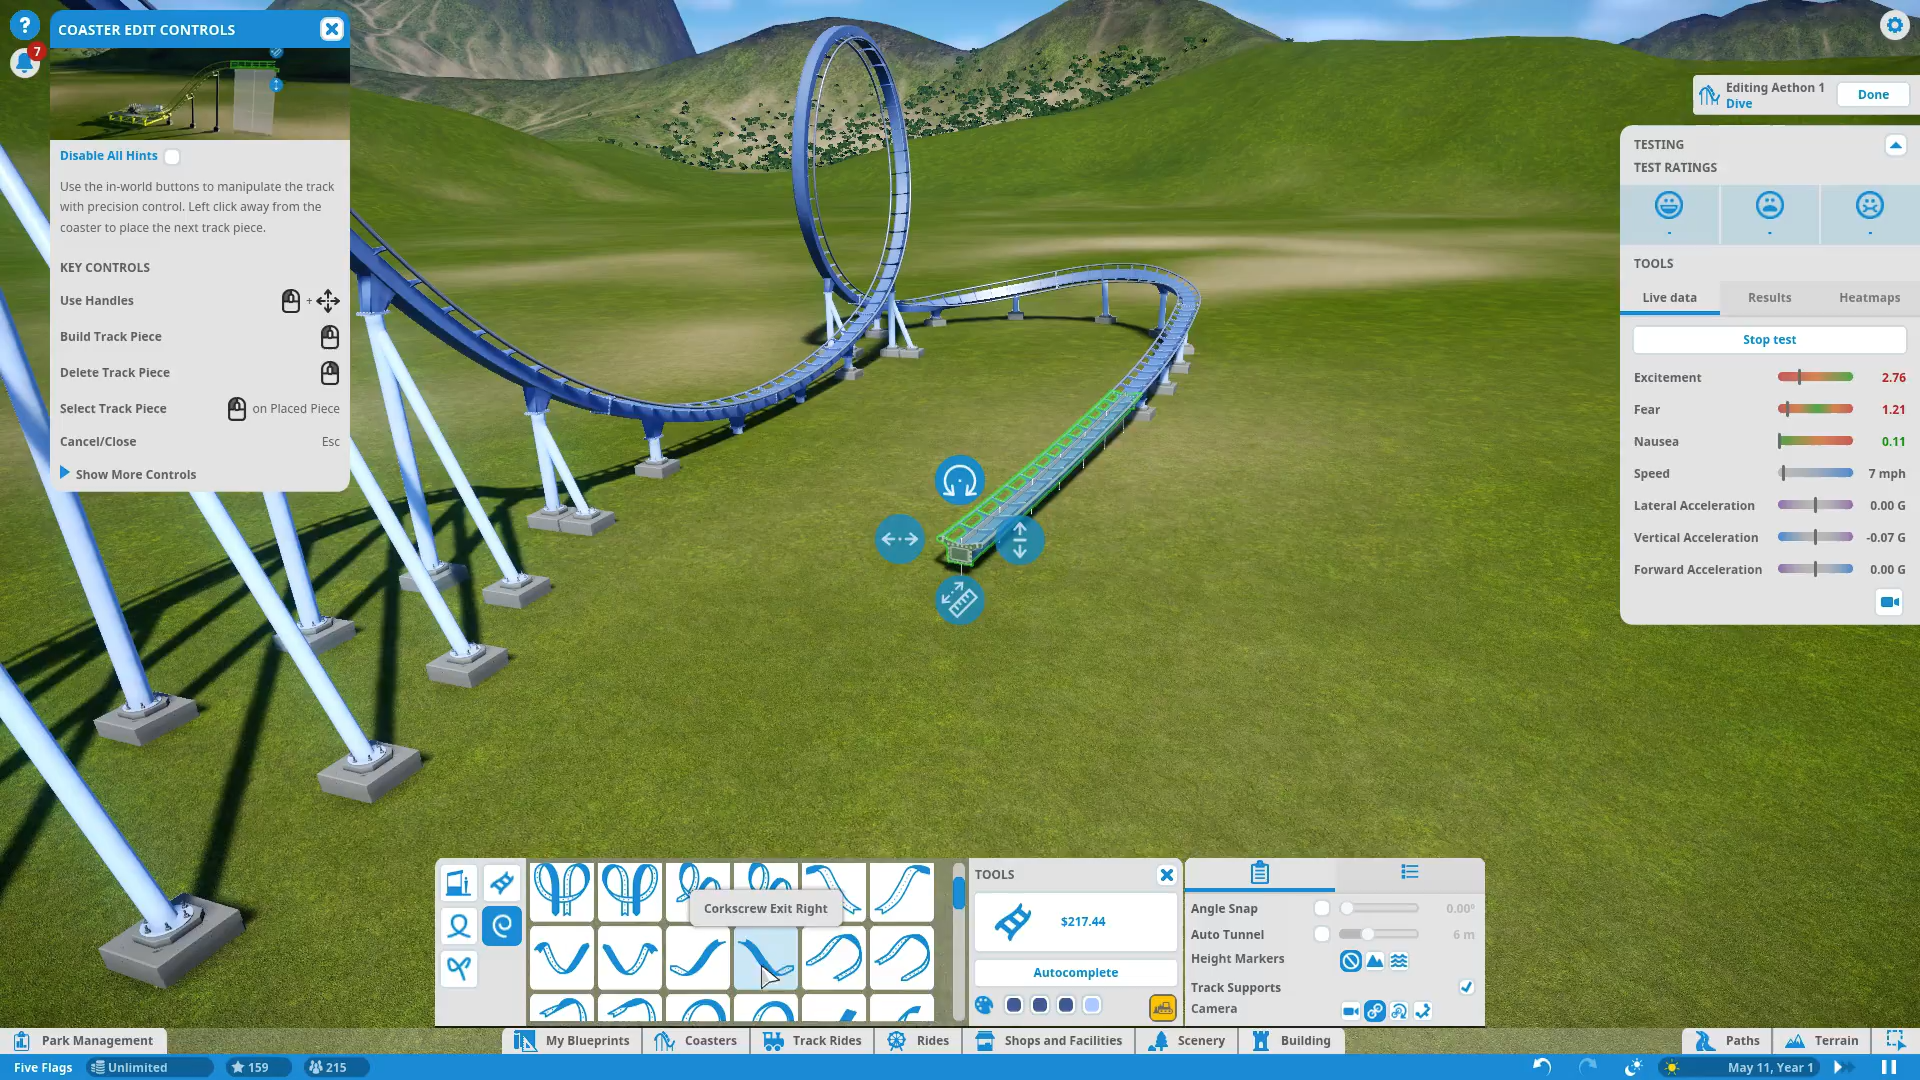 ?
COASTER EDIT CONTROLS
7
Disable All Hints
Use the in-world buttons to manipulate the track
with precision control. Left click away from the
coaster to place the next track piece.
KEY CONTROLS
Use Handles +
Build Track Piece
Delete Track Piece
Select Track Piece on Placed Piece
Cancel/Close Esc
Show More Controls
Editing Aethon 1
Dive
Done
TESTING
TEST RATINGS
- - -
TOOLS
Live data Results Heatmaps
Stop test
Excitement 2.76
Fear 1.21
Nausea 0.11
Speed 7 mph
Lateral Acceleration 0.00 G
Vertical Acceleration -0.07 G
Forward Acceleration 0.00 G
Corkscrew Exit Right
TOOLS
$217.44
Autocomplete
Angle Snap 0.00°
Auto Tunnel 6 m
Height Markers
Track Supports
Camera
Park Management
My Blueprints
Coasters
Track Rides
Rides
Shops and Facilities
Scenery
Building
Paths
Terrain
Five Flags Unlimited 159 215
May 11, Year 1